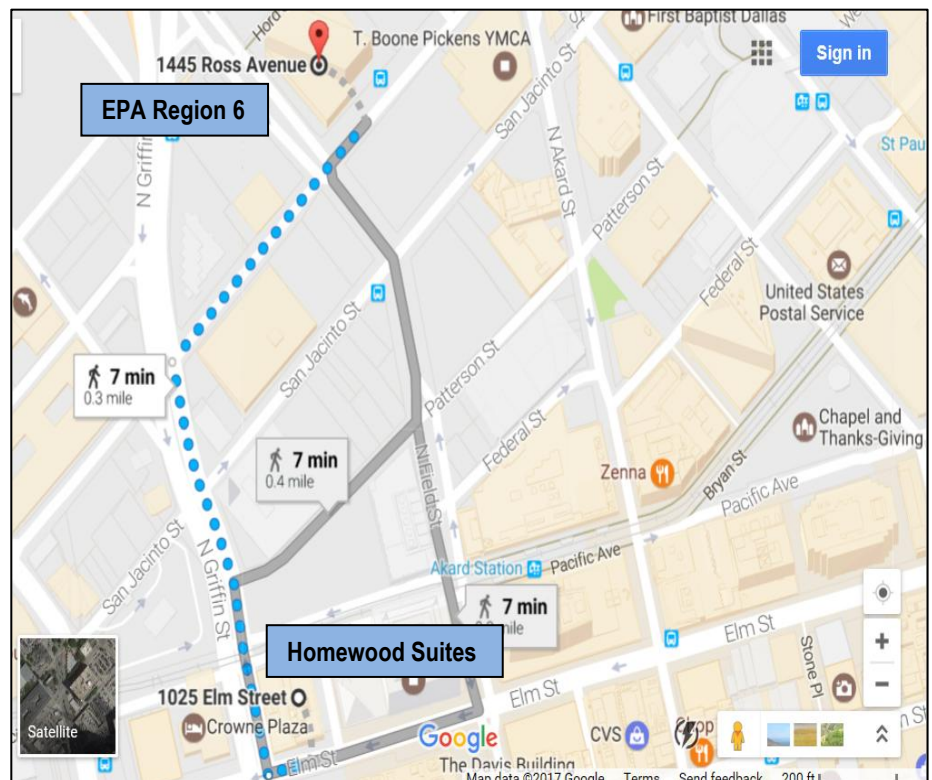 Hord
T. Boone Pickens YMCA
First Baptist Dallas
Sign in
1445 Ross Avenue
EPA Region 6
N Griffin
San Jacinto St
N Akard St
St Pau
Patterson St
Federal St
United States
Postal Service
7 min
0.3 mile
San Jacinto St
Patterson St
Chapel and
Thanks-Giving
7 min
0.4 mile
N Field St
Federal St
Zenna
Bryan St
Pacific Ave
San Jacinto St
N Griffin St
Akard Station
Pacific Ave
7 min
mile
Homewood Suites
Elm St
Stone Pl
1025 Elm Street
Elm St
Crowne Plaza
Satellite
Google
CVS
Elm St
The Davis Building
Map data ©2017 Google
Terms
Send feedback
200 ft